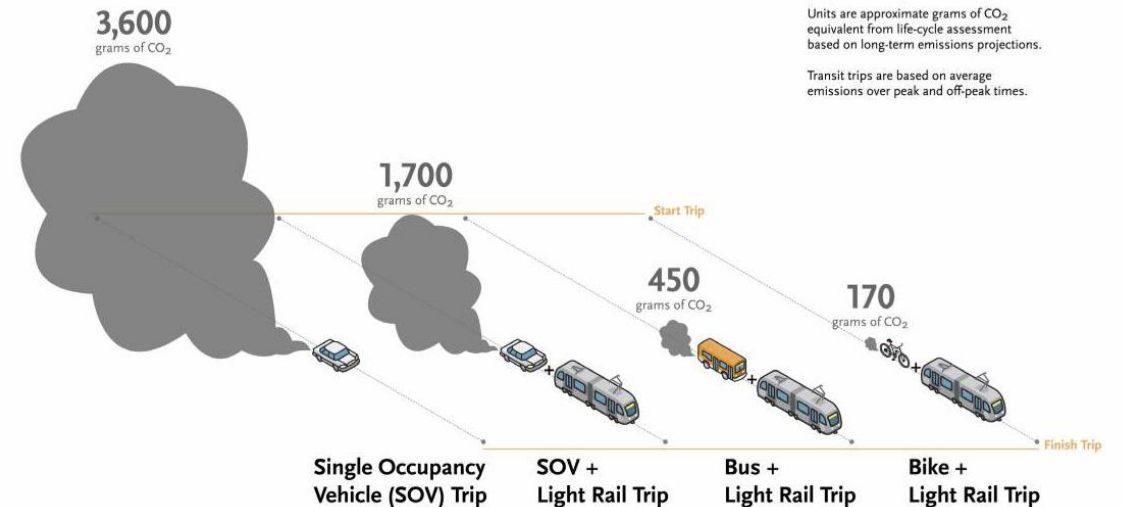 3,600
grams of CO₂
Units are approximate grams of CO₂
equivalent from life-cycle assessment
based on long-term emissions projections.
Transit trips are based on average
emissions over peak and off-peak times.
1,700
grams of CO₂
Start Trip
450
grams of CO₂
170
grams of CO₂
+
+
+
Finish Trip
Single Occupancy
Vehicle (SOV) Trip
SOV +
Light Rail Trip
Bus +
Light Rail Trip
Bike +
Light Rail Trip